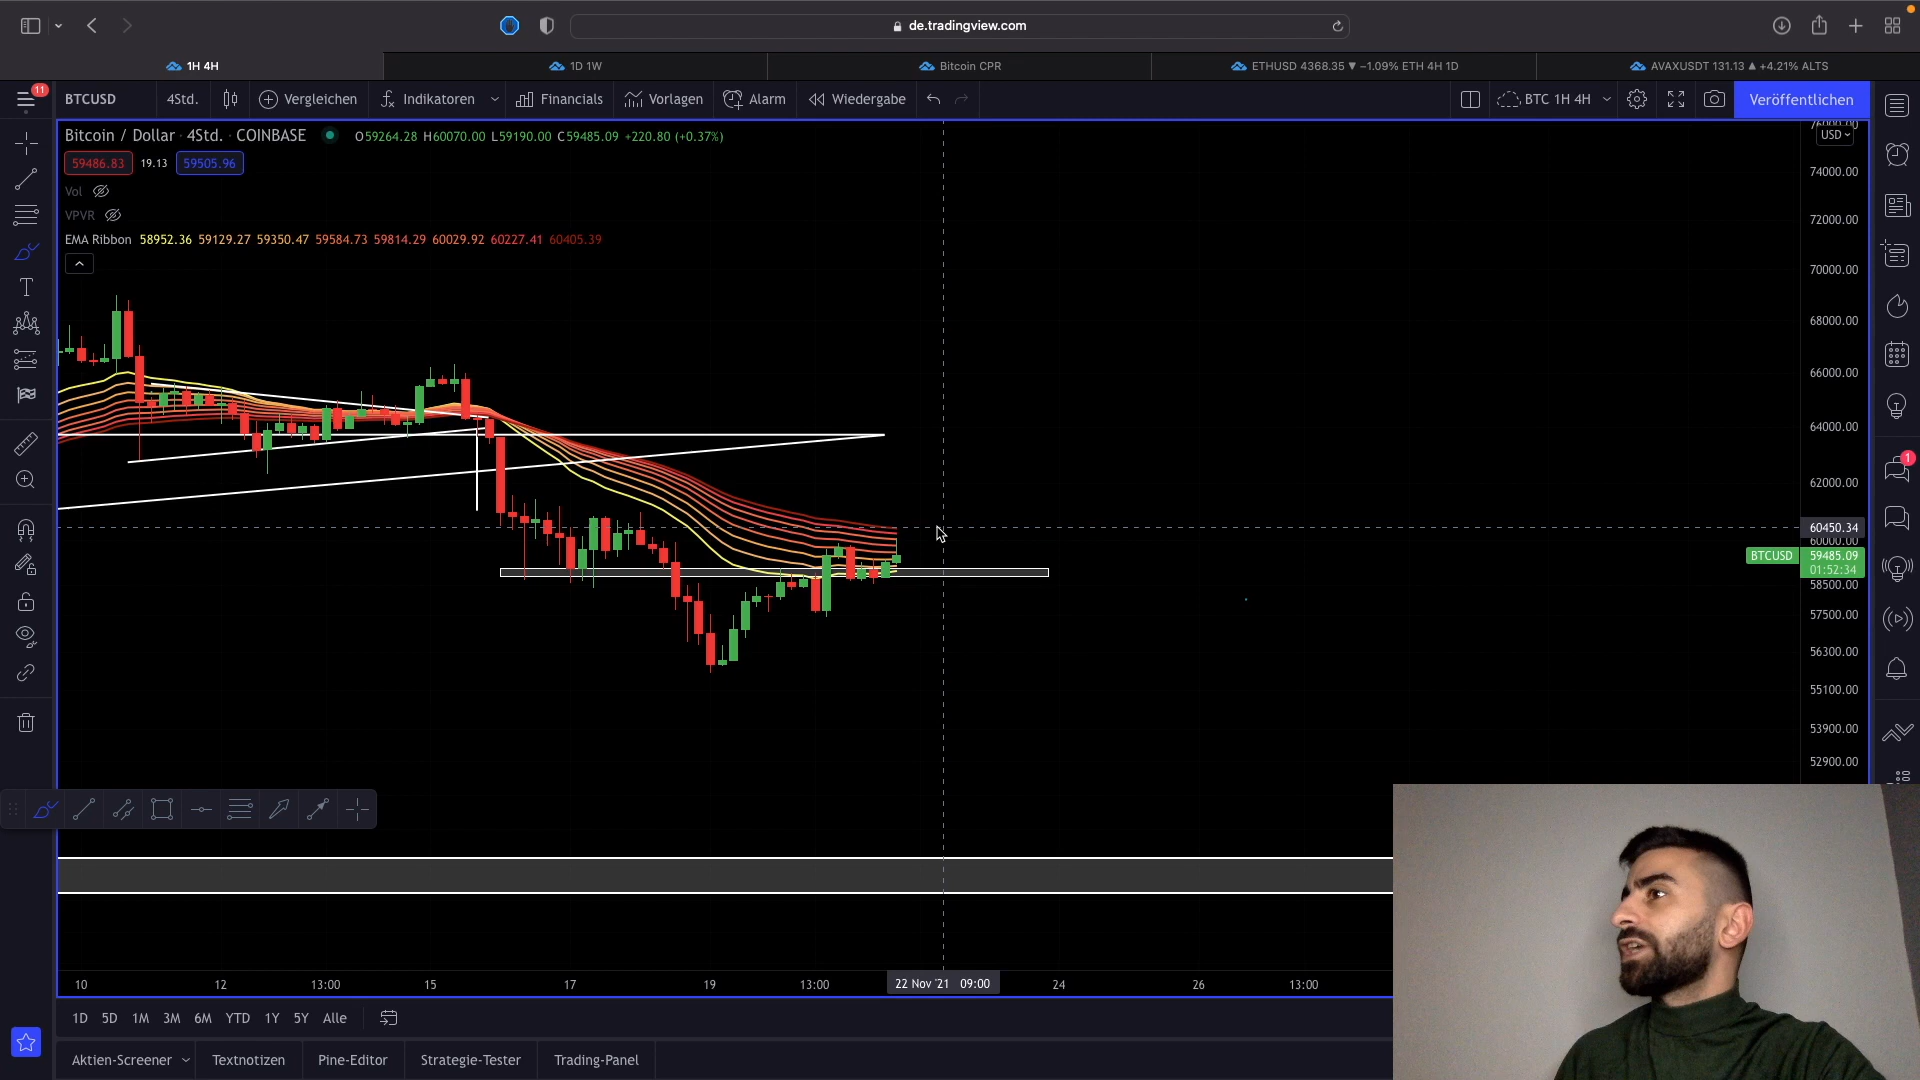 de.tradingview.com
1H 4H
1D 1W
Bitcoin CPR
ETHUSD 4368.35 ▼ −1.09% ETH 4H 1D
AVAXUSDT 131.13 ▲ +4.21% ALTS
11
BTCUSD
4Std.
Vergleichen
Indikatoren
Financials
Vorlagen
Alarm
Wiedergabe
BTC 1H 4H
Veröffentlichen
Bitcoin / Dollar · 4Std. · COINBASE
O59264.28 H60070.00 L59190.00 C59485.09 +220.80 (+0.37%)
59486.83 19.13 59505.96
Vol
VPVR
EMA Ribbon 58952.36 59129.27 59350.47 59584.73 59814.29 60029.92 60227.41 60405.39
76000.00
USD
74000.00
72000.00
70000.00
68000.00
66000.00
64000.00
62000.00
60450.34
60000.00
BTCUSD 59485.09
01:52:34
58500.00
57500.00
56300.00
55100.00
53900.00
52900.00
1
10
12
13:00
15
17
19
13:00
22 Nov '21 09:00
24
26
13:00
1D 5D 1M 3M 6M YTD 1Y 5Y Alle
Aktien-Screener
Textnotizen
Pine-Editor
Strategie-Tester
Trading-Panel